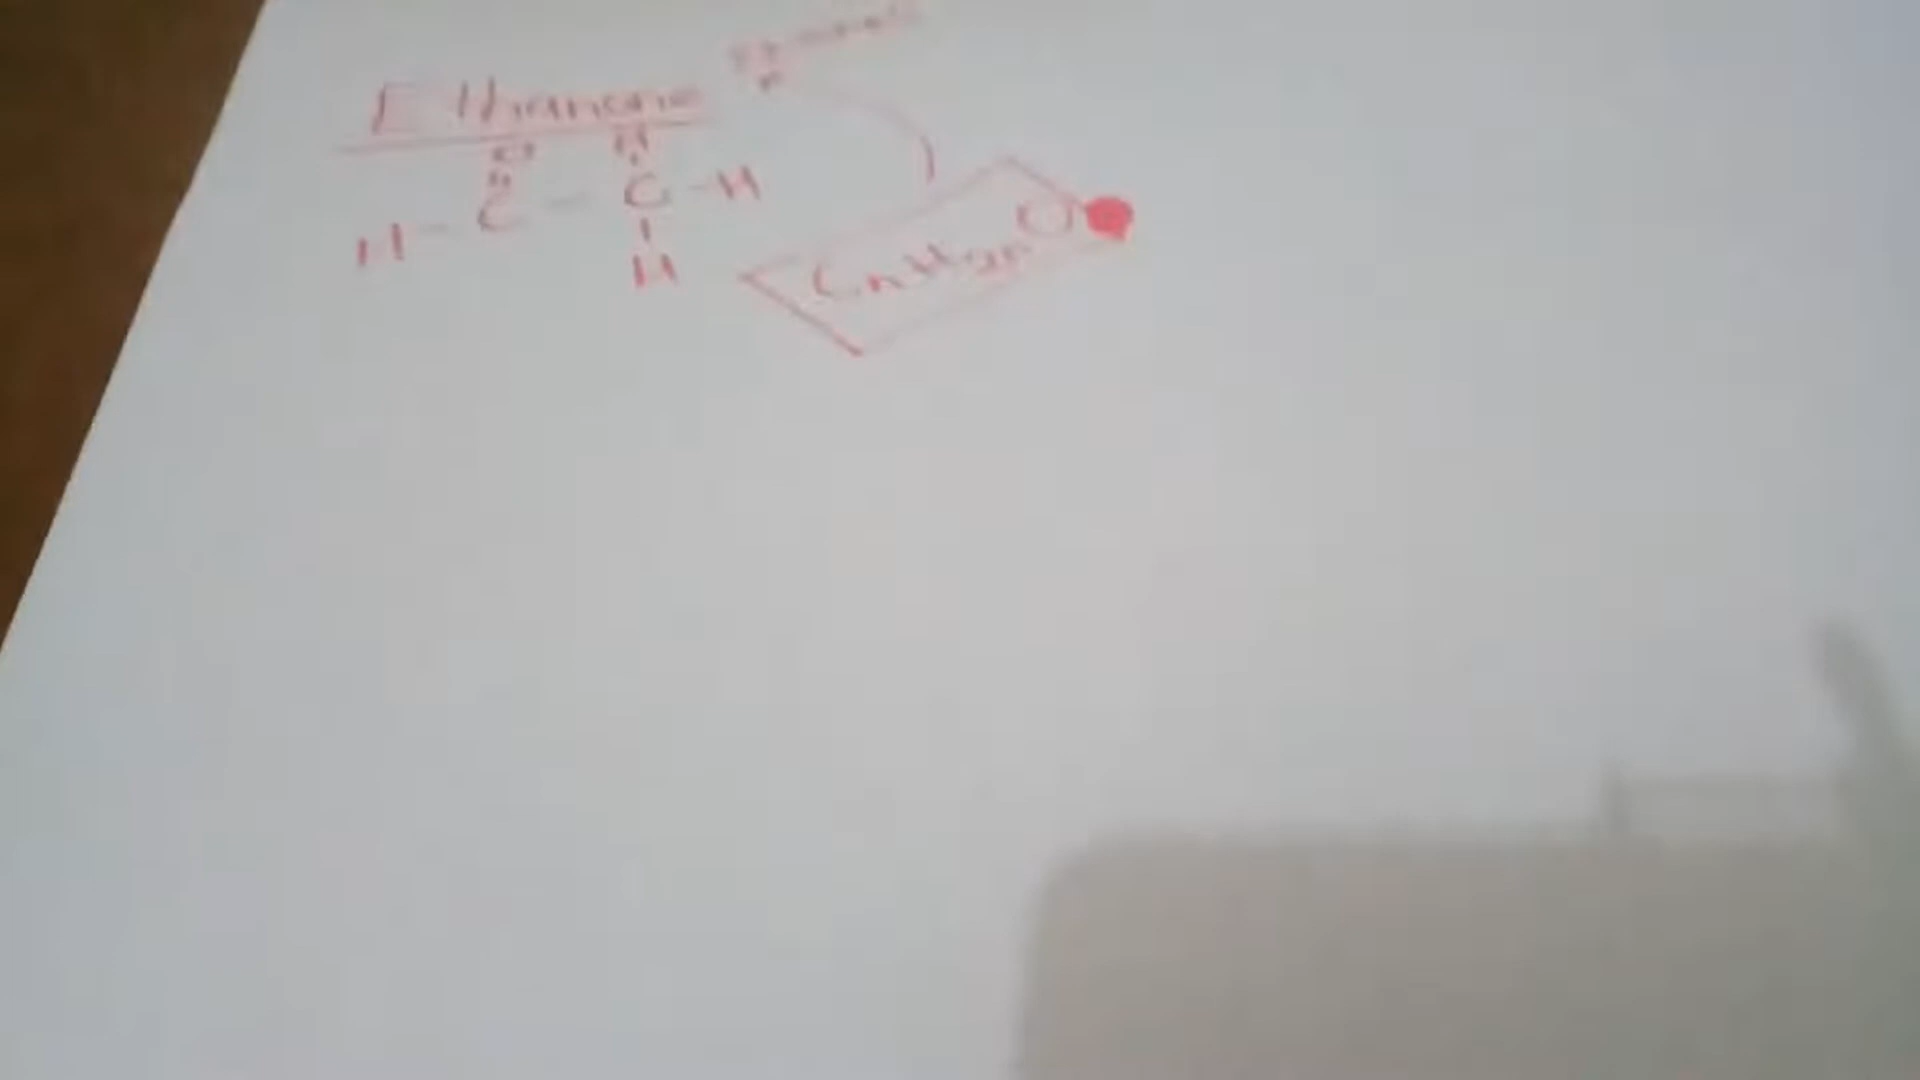 Ethanone
O H
H - C - C - H
H
CnH2nO